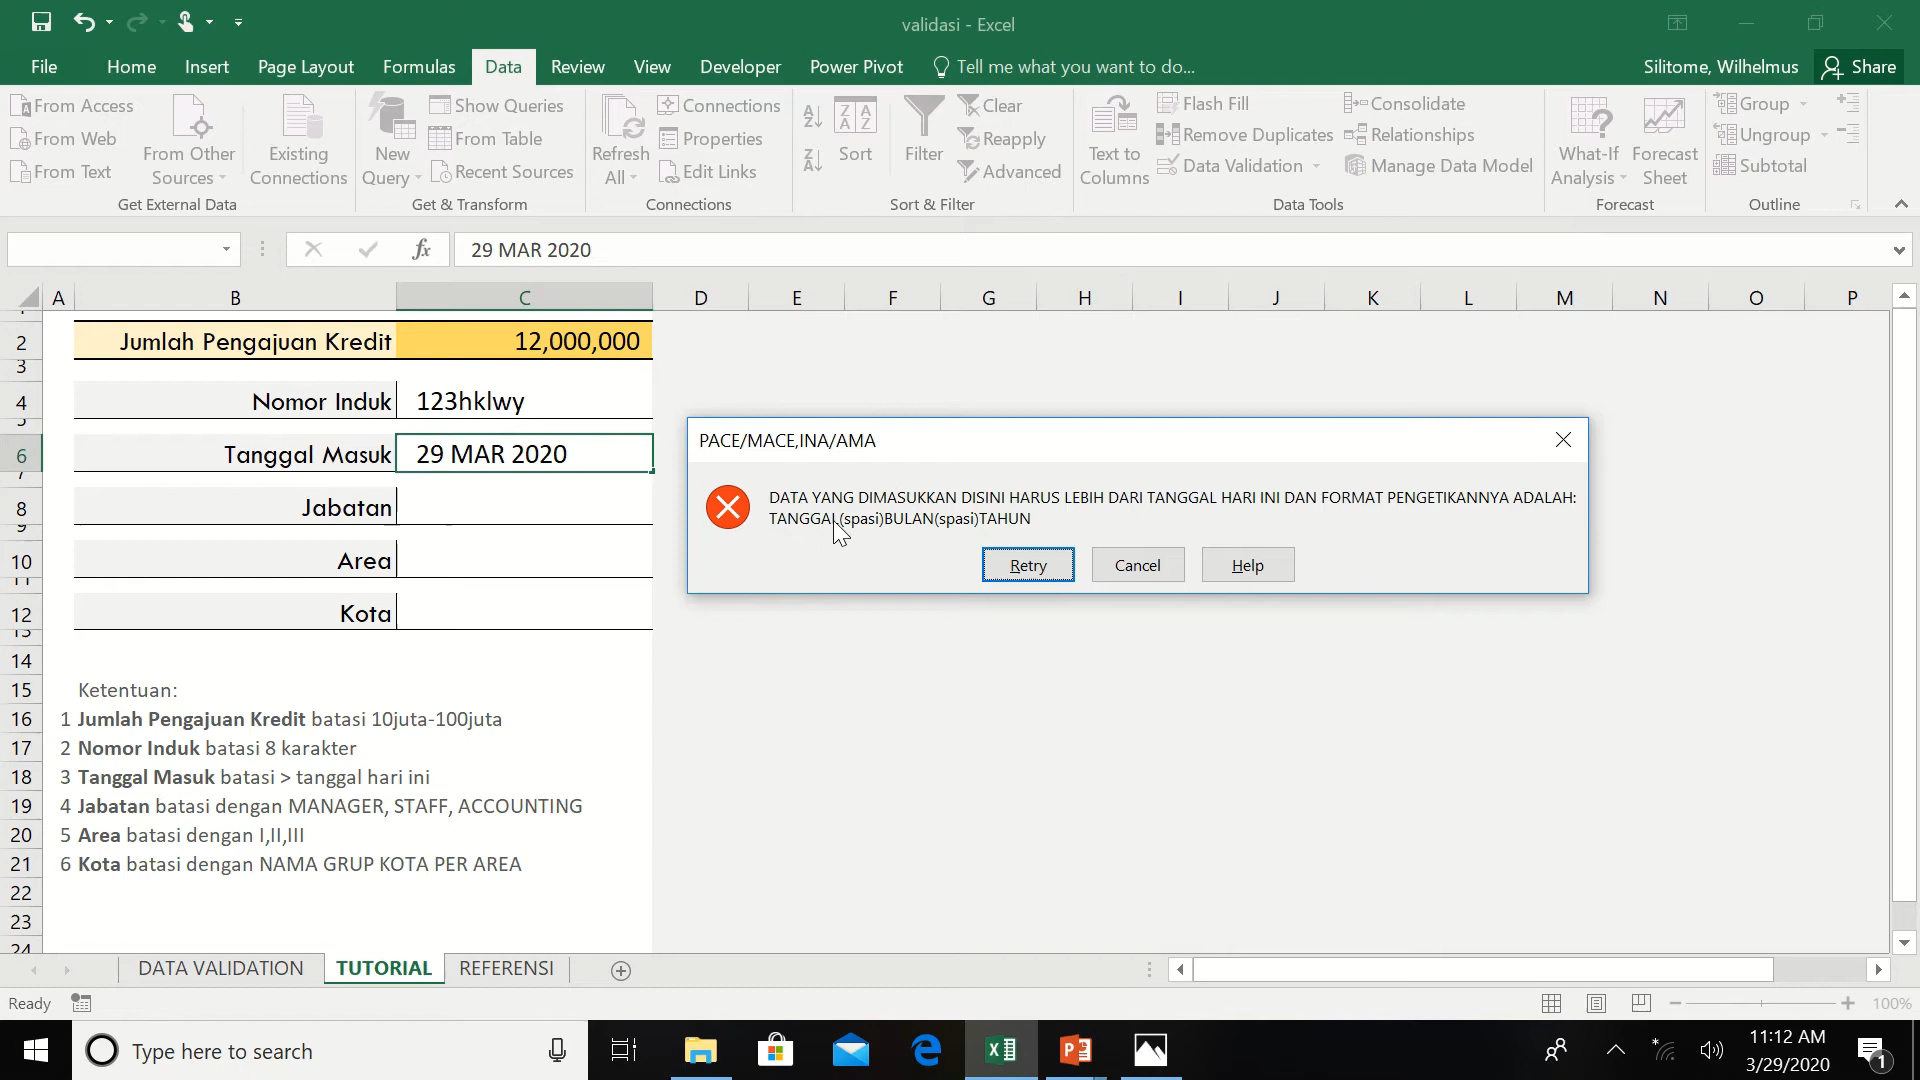 validasi - Excel
File Home Insert Page Layout Formulas Data Review View Developer Power Pivot Tell me what you want to do... Silitome, Wilhelmus Share
From Access
From Web
From Text
From Other Sources
Existing Connections
Get External Data
New Query
Show Queries
From Table
Recent Sources
Get & Transform
Refresh All
Connections
Properties
Edit Links
Connections
Sort
Filter
Clear
Reapply
Advanced
Sort & Filter
Text to Columns
Flash Fill
Remove Duplicates
Data Validation
Consolidate
Relationships
Manage Data Model
Data Tools
What-If Analysis
Forecast Sheet
Forecast
Group
Ungroup
Subtotal
Outline
fx 29 MAR 2020
A B C D E F G H I J K L M N O P
2 Jumlah Pengajuan Kredit 12,000,000
3
4 Nomor Induk 123hklwy
6 Tanggal Masuk 29 MAR 2020
7
8 Jabatan
9
10 Area
11
12 Kota
13
14
15 Ketentuan:
16 1 Jumlah Pengajuan Kredit batasi 10juta-100juta
17 2 Nomor Induk batasi 8 karakter
18 3 Tanggal Masuk batasi > tanggal hari ini
19 4 Jabatan batasi dengan MANAGER, STAFF, ACCOUNTING
20 5 Area batasi dengan I,II,III
21 6 Kota batasi dengan NAMA GRUP KOTA PER AREA
22
23
24
PACE/MACE,INA/AMA
DATA YANG DIMASUKKAN DISINI HARUS LEBIH DARI TANGGAL HARI INI DAN FORMAT PENGETIKANNYA ADALAH:
TANGGAL(spasi)BULAN(spasi)TAHUN
Retry Cancel Help
DATA VALIDATION TUTORIAL REFERENSI
Ready 100%
Type here to search
11:12 AM
3/29/2020
1